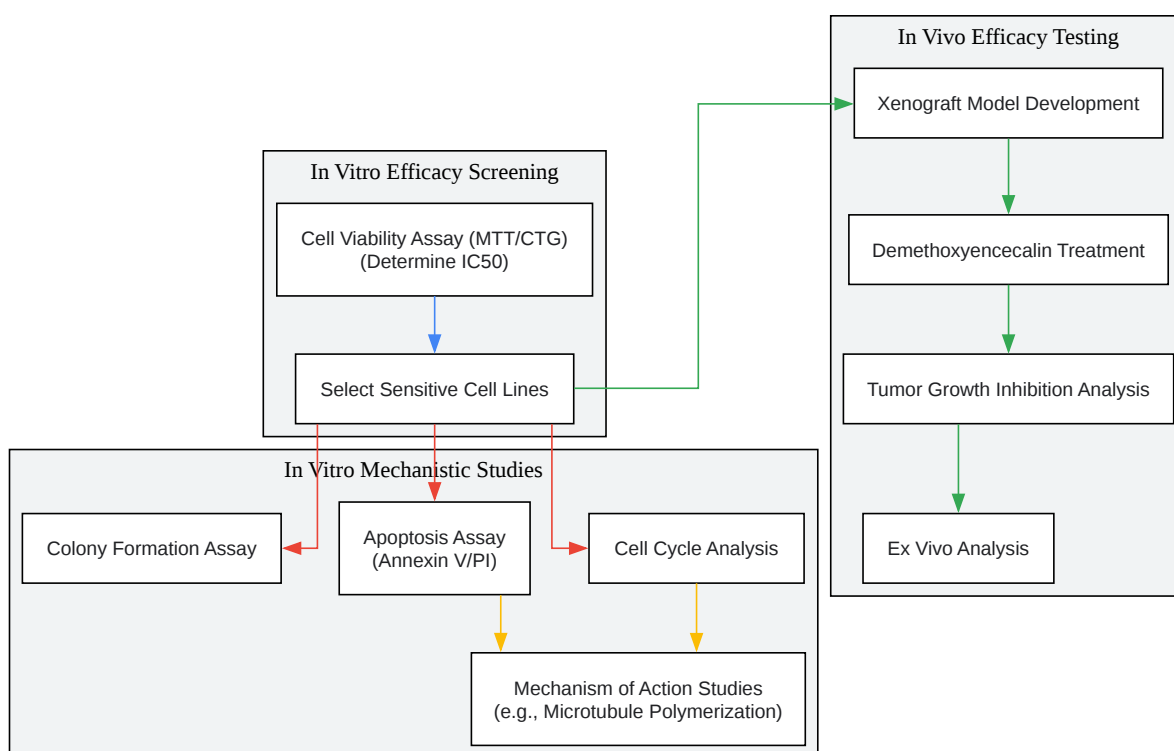 In Vivo Efficacy Testing
Xenograft Model Development
Demethoxyencecalin Treatment
Tumor Growth Inhibition Analysis
Ex Vivo Analysis
In Vitro Efficacy Screening
Cell Viability Assay (MTT/CTG)
(Determine IC50)
Select Sensitive Cell Lines
In Vitro Mechanistic Studies
Colony Formation Assay
Apoptosis Assay
(Annexin V/PI)
Cell Cycle Analysis
Mechanism of Action Studies
(e.g., Microtubule Polymerization)